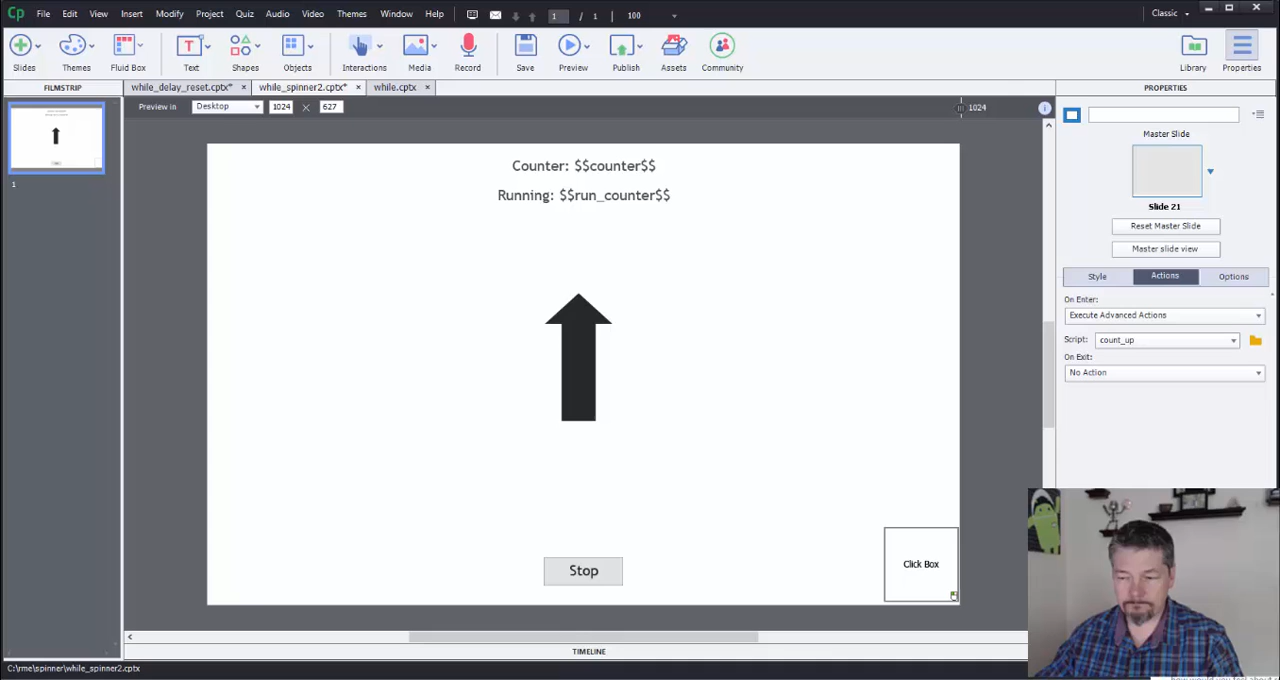 Cp File Edit View Insert Modify Project Quiz Audio Video Themes Window Help 1 / 1 100 Classic
Slides Themes Fluid Box Text Shapes Objects Interactions Media Record Save Preview Publish Assets Community Library Properties
FILMSTRIP while_delay_reset.cptx* × while_spinner2.cptx* × while.cptx × PROPERTIES
Preview in Desktop 1024 × 627 1024
Master Slide
Counter: $$counter$$
Running: $$run_counter$$
1
Slide 21
Reset Master Slide
Master slide view
Style Actions Options
On Enter:
Execute Advanced Actions
Script: count_up
On Exit:
No Action
Click Box
Stop
TIMELINE
C:\rme\spinner\while_spinner2.cptx